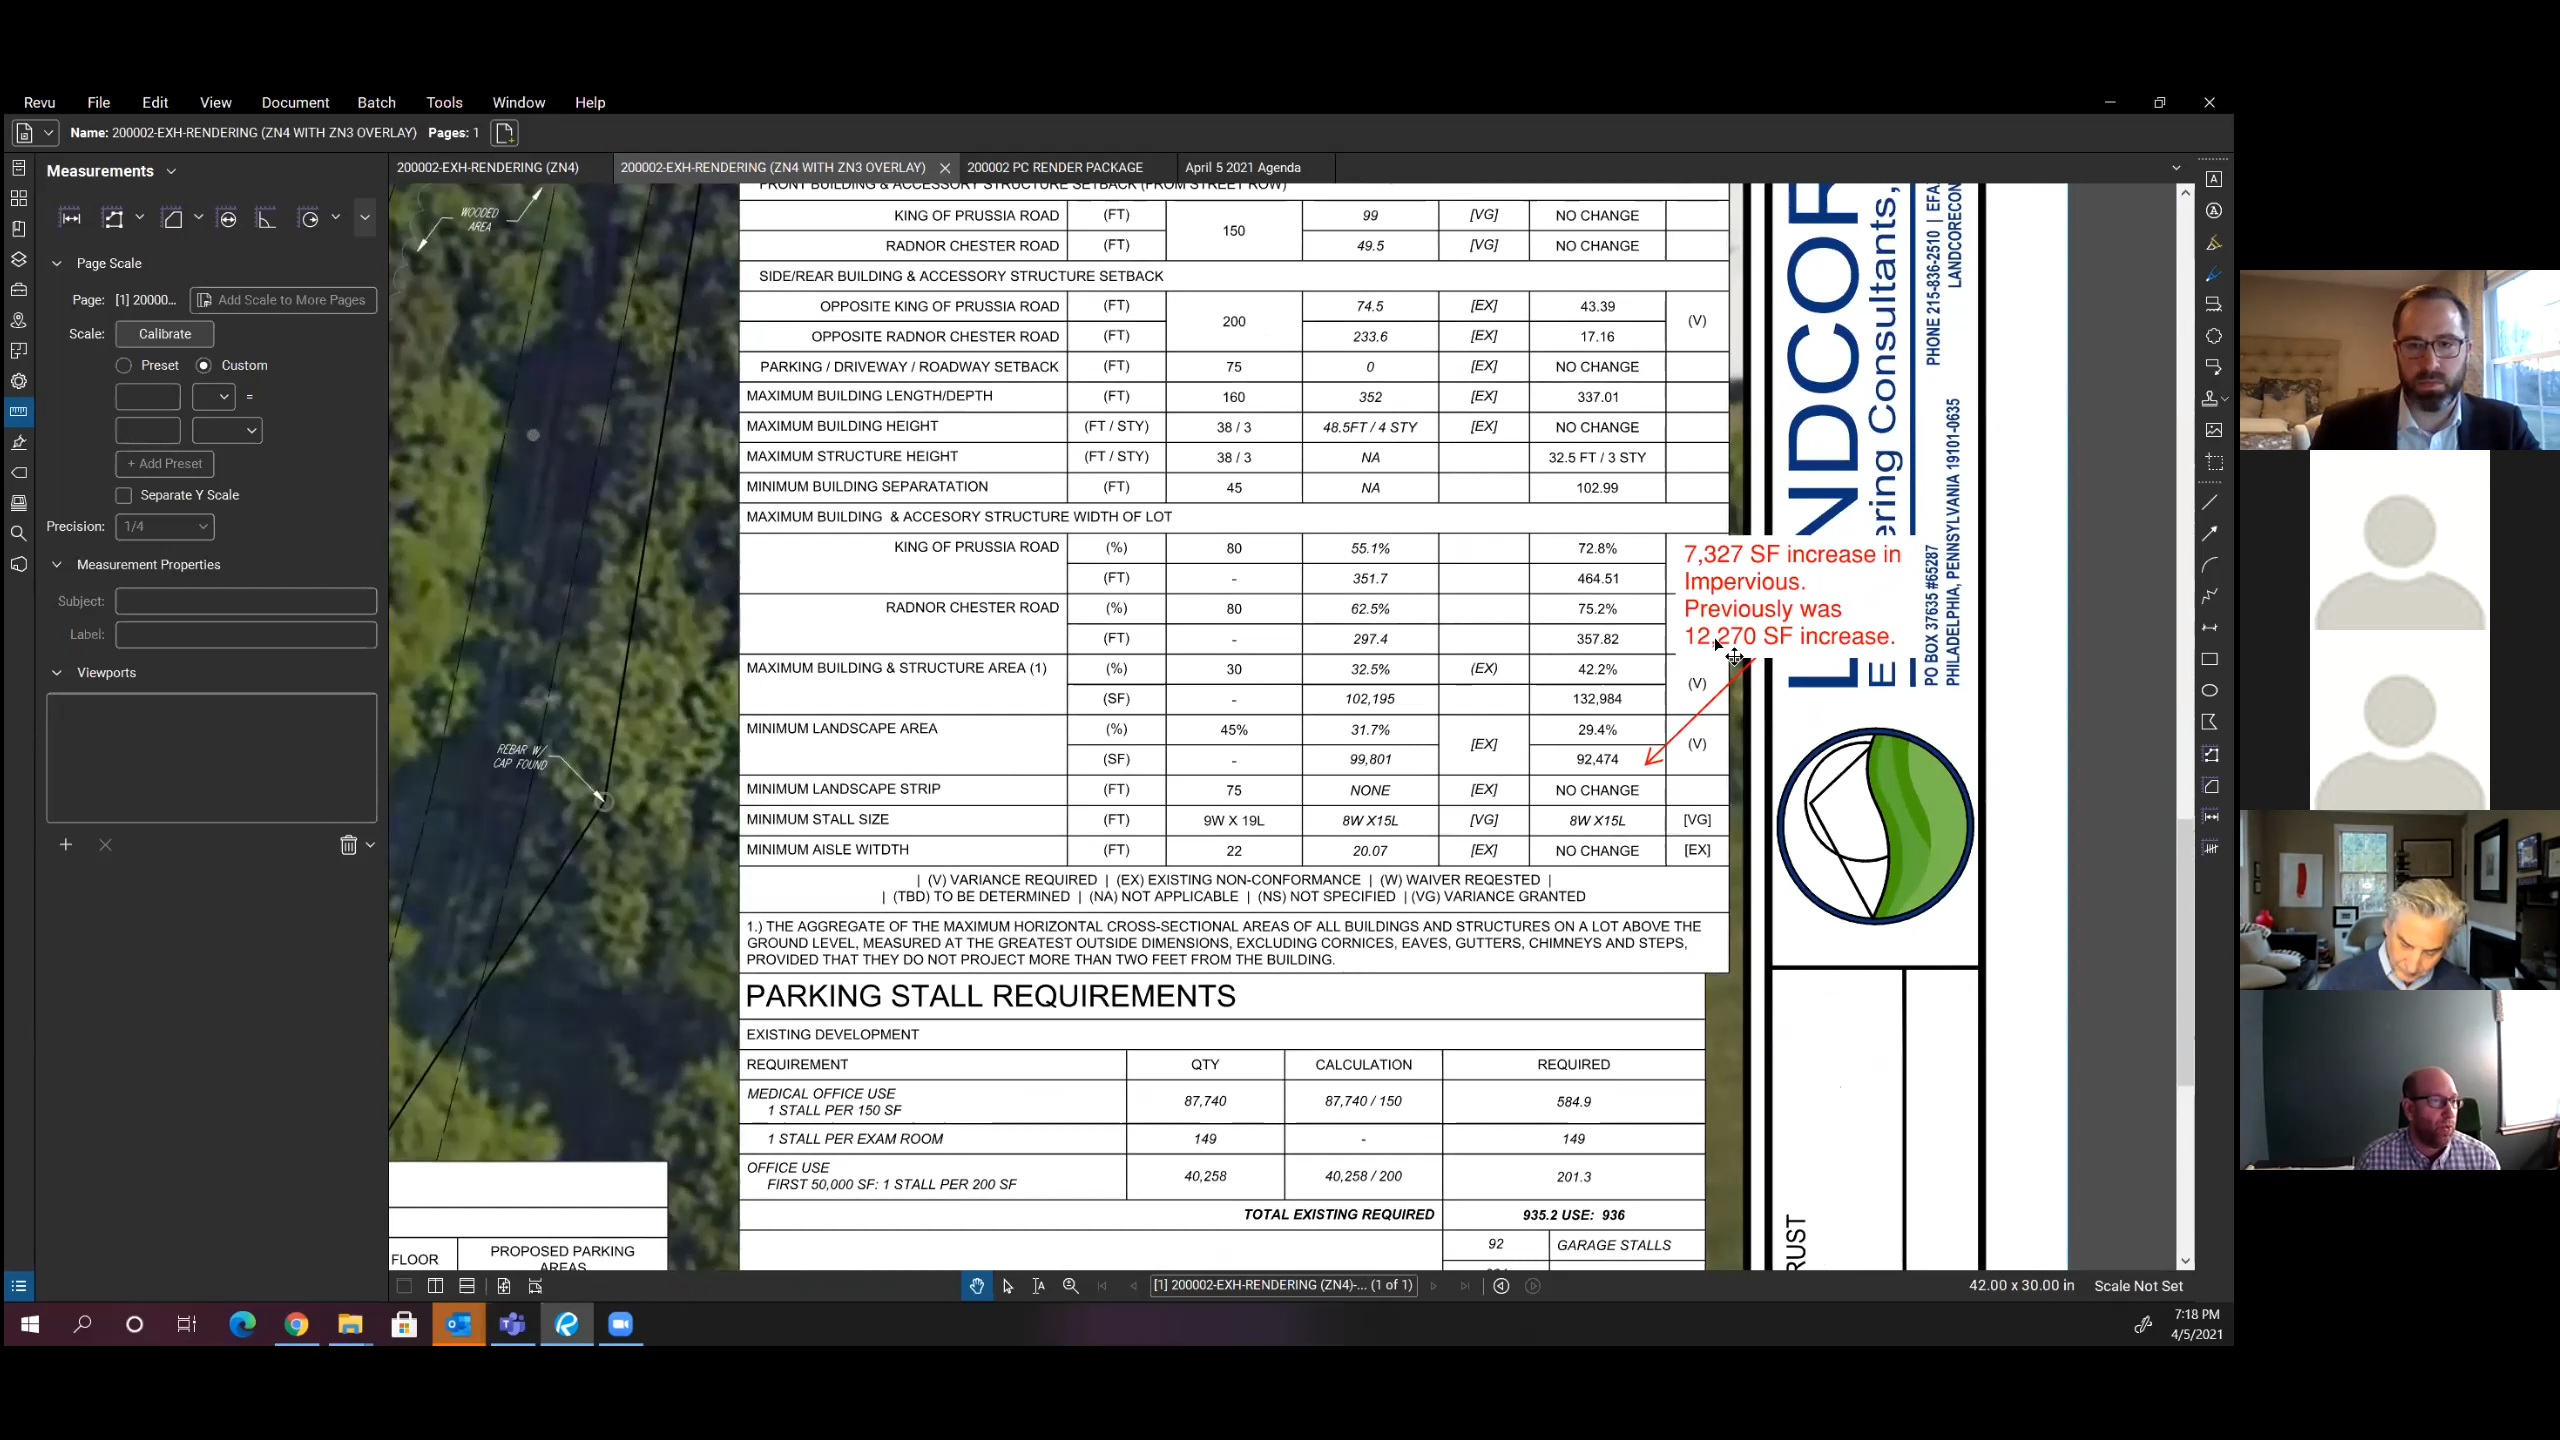 Revu File Edit View Document Batch Tools Window Help
Name: 200002-EXH-RENDERING (ZN4 WITH ZN3 OVERLAY) Pages: 1
Measurements
200002-EXH-RENDERING (ZN4)
200002-EXH-RENDERING (ZN4 WITH ZN3 OVERLAY)
200002 PC RENDER PACKAGE
April 5 2021 Agenda
Page Scale
Page: [1] 20000... Add Scale to More Pages
Scale: Calibrate
Preset Custom
=
+ Add Preset
Separate Y Scale
Precision: 1/4
Measurement Properties
Subject:
Label:
Viewports
WOODED
AREA
REBAR W/
CAP FOUND
FRONT BUILDING & ACCESSORY STRUCTURE SETBACK (FROM STREET ROW)
KING OF PRUSSIA ROAD (FT) 150 99 [VG] NO CHANGE
RADNOR CHESTER ROAD (FT) 49.5 [VG] NO CHANGE
SIDE/REAR BUILDING & ACCESSORY STRUCTURE SETBACK
OPPOSITE KING OF PRUSSIA ROAD (FT) 200 74.5 [EX] 43.39 (V)
OPPOSITE RADNOR CHESTER ROAD (FT) 233.6 [EX] 17.16
PARKING / DRIVEWAY / ROADWAY SETBACK (FT) 75 0 [EX] NO CHANGE
MAXIMUM BUILDING LENGTH/DEPTH (FT) 160 352 [EX] 337.01
MAXIMUM BUILDING HEIGHT (FT / STY) 38 / 3 48.5FT / 4 STY [EX] NO CHANGE
MAXIMUM STRUCTURE HEIGHT (FT / STY) 38 / 3 NA 32.5 FT / 3 STY
MINIMUM BUILDING SEPARATATION (FT) 45 NA 102.99
MAXIMUM BUILDING & ACCESORY STRUCTURE WIDTH OF LOT
KING OF PRUSSIA ROAD (%) 80 55.1% 72.8%
(FT) - 351.7 464.51
RADNOR CHESTER ROAD (%) 80 62.5% 75.2%
(FT) - 297.4 357.82
MAXIMUM BUILDING & STRUCTURE AREA (1) (%) 30 32.5% (EX) 42.2% (V)
(SF) - 102,195 132,984
MINIMUM LANDSCAPE AREA (%) 45% 31.7% [EX] 29.4% (V)
(SF) - 99,801 92,474
MINIMUM LANDSCAPE STRIP (FT) 75 NONE [EX] NO CHANGE
MINIMUM STALL SIZE (FT) 9W X 19L 8W X15L [VG] 8W X15L [VG]
MINIMUM AISLE WITDTH (FT) 22 20.07 [EX] NO CHANGE [EX]
| (V) VARIANCE REQUIRED | (EX) EXISTING NON-CONFORMANCE | (W) WAIVER REQESTED |
| (TBD) TO BE DETERMINED | (NA) NOT APPLICABLE | (NS) NOT SPECIFIED | (VG) VARIANCE GRANTED
1.) THE AGGREGATE OF THE MAXIMUM HORIZONTAL CROSS-SECTIONAL AREAS OF ALL BUILDINGS AND STRUCTURES ON A LOT ABOVE THE
GROUND LEVEL, MEASURED AT THE GREATEST OUTSIDE DIMENSIONS, EXCLUDING CORNICES, EAVES, GUTTERS, CHIMNEYS AND STEPS,
PROVIDED THAT THEY DO NOT PROJECT MORE THAN TWO FEET FROM THE BUILDING.
7,327 SF increase in
Impervious.
Previously was
12,270 SF increase.
PARKING STALL REQUIREMENTS
EXISTING DEVELOPMENT
REQUIREMENT QTY CALCULATION REQUIRED
MEDICAL OFFICE USE
1 STALL PER 150 SF 87,740 87,740 / 150 584.9
1 STALL PER EXAM ROOM 149 - 149
OFFICE USE
FIRST 50,000 SF: 1 STALL PER 200 SF 40,258 40,258 / 200 201.3
TOTAL EXISTING REQUIRED 935.2 USE: 936
92 GARAGE STALLS
FLOOR
PROPOSED PARKING
AREAS
NDCOR
ering Consultants,
PHONE 215-836-2510 | EFA
LANDCORECON
PO BOX 37635 #65287
PHILADELPHIA, PENNSYLVANIA 19101-0635
RUST
[1] 200002-EXH-RENDERING (ZN4)-... (1 of 1)
42.00 x 30.00 in Scale Not Set
7:18 PM
4/5/2021